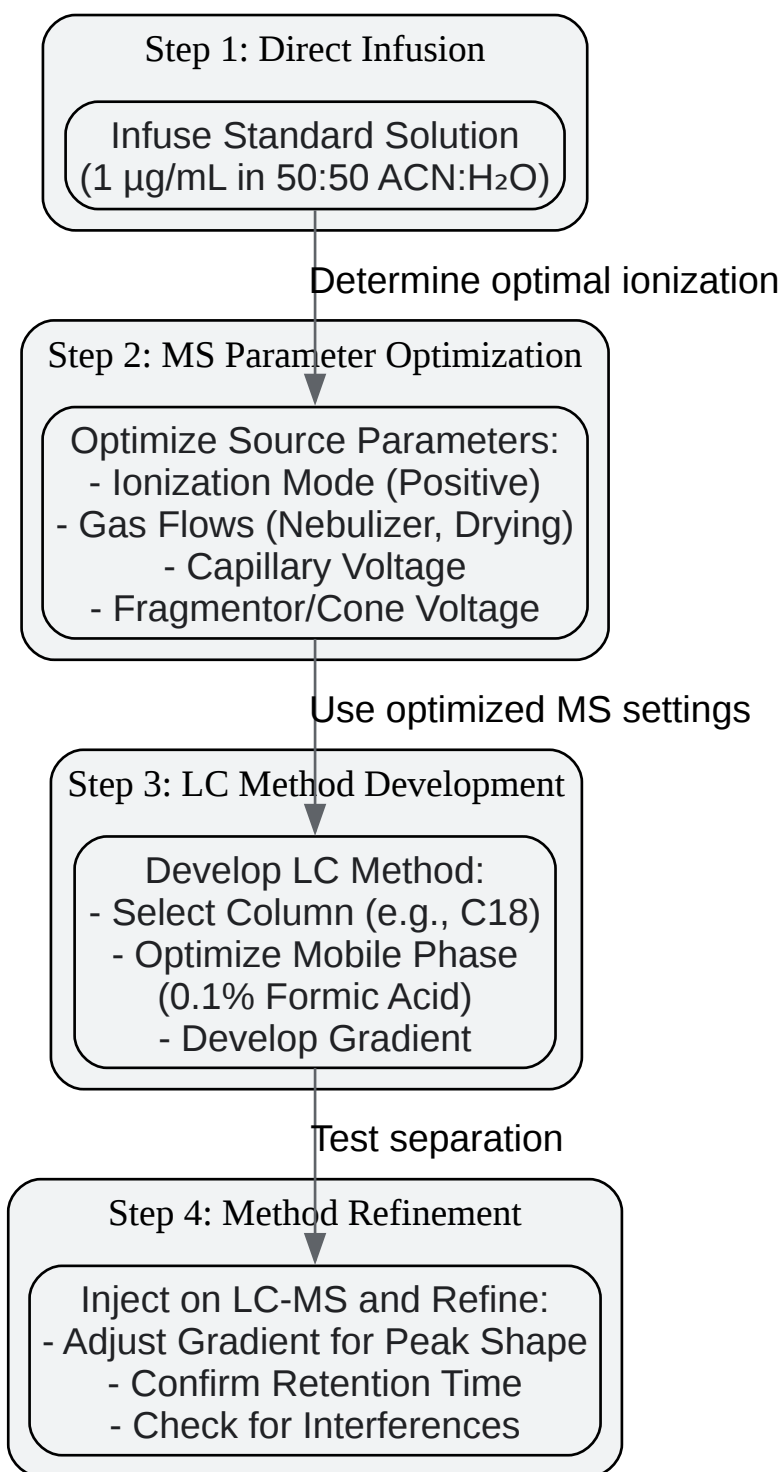 Step 1: Direct Infusion
Infuse Standard Solution
(1 µg/mL in 50:50 ACN:H₂O)
Determine optimal ionization
Step 2: MS Parameter Optimization
Optimize Source Parameters:
- Ionization Mode (Positive)
- Gas Flows (Nebulizer, Drying)
- Capillary Voltage
- Fragmentor/Cone Voltage
Use optimized MS settings
Step 3: LC Method Development
Develop LC Method:
- Select Column (e.g., C18)
- Optimize Mobile Phase
(0.1% Formic Acid)
- Develop Gradient
Test separation
Step 4: Method Refinement
Inject on LC-MS and Refine:
- Adjust Gradient for Peak Shape
- Confirm Retention Time
- Check for Interferences